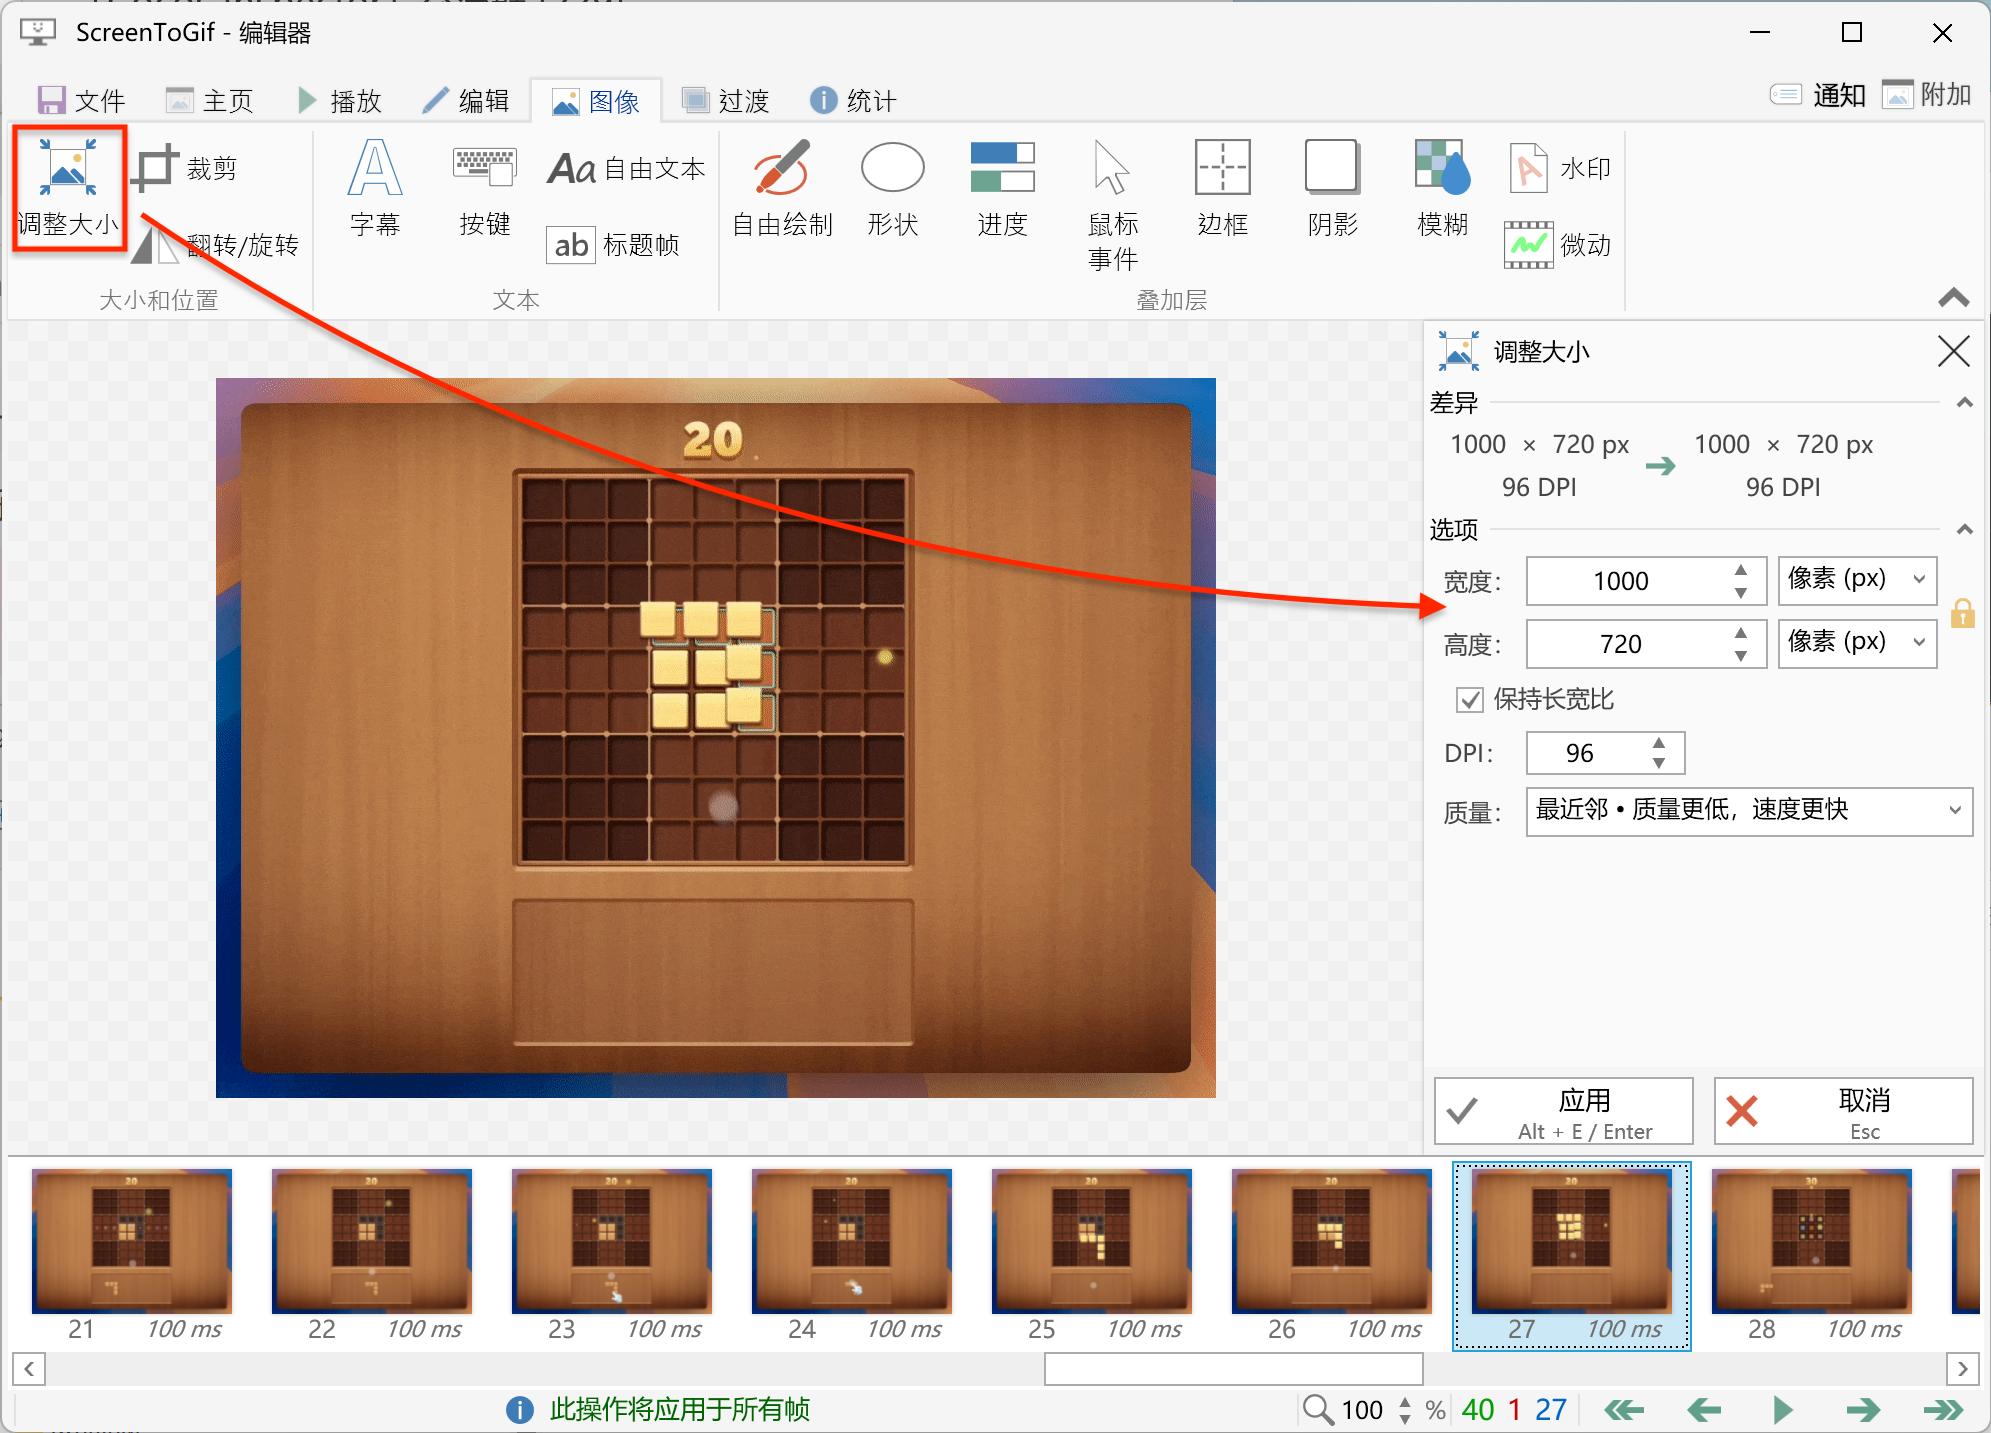 ScreenToGif - 编辑器
文件 主页 播放 编辑 图像 过渡 统计 通知 附加
调整大小 裁剪 翻转/旋转
大小和位置
字幕 按键 Aa 自由文本 ab 标题帧
文本
自由绘制 形状 进度 鼠标事件 边框 阴影 模糊 水印 微动
叠加层
调整大小
差异
1000 × 720 px 1000 × 720 px
96 DPI 96 DPI
选项
宽度： 1000 像素 (px)
高度： 720 像素 (px)
保持长宽比
DPI： 96
质量： 最近邻 • 质量更低，速度更快
应用
Alt + E / Enter
取消
Esc
20
21 100 ms 22 100 ms 23 100 ms 24 100 ms 25 100 ms 26 100 ms 27 100 ms 28 100 ms
此操作将应用于所有帧
100 % 40 1 27